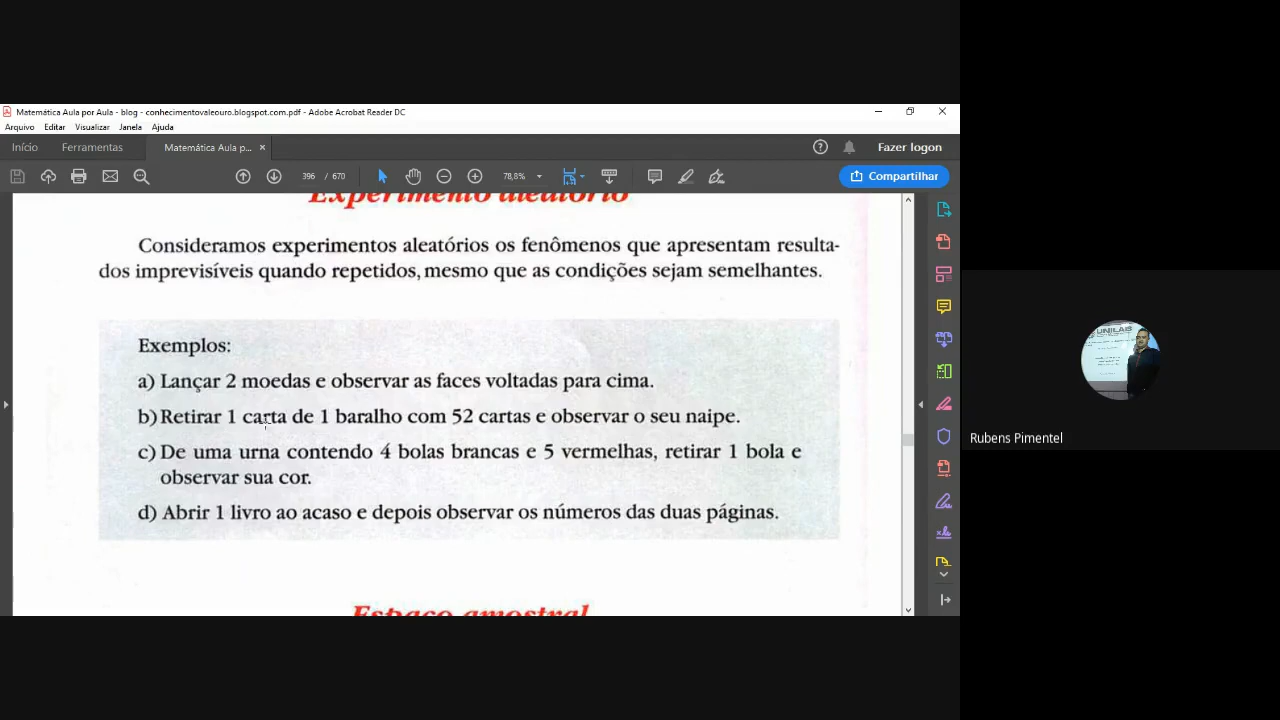 Matemática Aula por Aula - blog - conhecimentovaleouro.blogspot.com.pdf - Adobe Acrobat Reader DC
Arquivo Editar Visualizar Janela Ajuda
Início Ferramentas Matemática Aula p... × Fazer logon
396 / 670 78,8% Compartilhar
Experimento aleatório
Consideramos experimentos aleatórios os fenômenos que apresentam resulta-
dos imprevisíveis quando repetidos, mesmo que as condições sejam semelhantes.
Exemplos:
a) Lançar 2 moedas e observar as faces voltadas para cima.
b) Retirar 1 carta de 1 baralho com 52 cartas e observar o seu naipe.
c) De uma urna contendo 4 bolas brancas e 5 vermelhas, retirar 1 bola e
observar sua cor.
d) Abrir 1 livro ao acaso e depois observar os números das duas páginas.
Espaço amostral
UNILAB
Rubens Pimentel